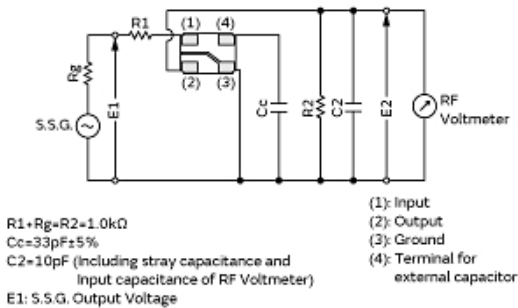 R1
(1)
(4)
Rg
E1
(2)
(3)
Cc
R2
C2
E2
RF
Voltmeter
S.S.G.
(1): Input
(2): Output
(3): Ground
(4): Terminal for
external capacitor
R1+Rg=R2=1.0kΩ
Cc=33pF±5%
C2=10pF (Including stray capacitance and
Input capacitance of RF Voltmeter)
E1: S.S.G. Output Voltage